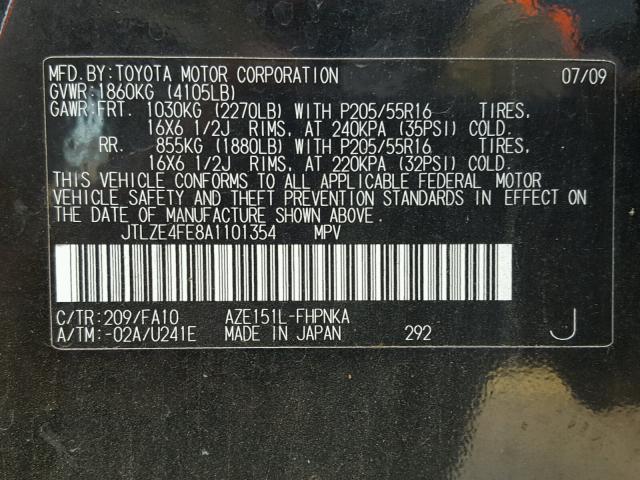 MFD.BY:TOYOTA MOTOR CORPORATION 07/09
GVWR:1860KG (4105LB)
GAWR:FRT. 1030KG (2270LB) WITH P205/55R16 TIRES,
16X6 1/2J RIMS, AT 240KPA (35PSI) COLD.
RR. 855KG (1880LB) WITH P205/55R16 TIRES,
16X6 1/2J RIMS, AT 220KPA (32PSI) COLD.
THIS VEHICLE CONFORMS TO ALL APPLICABLE FEDERAL MOTOR
VEHICLE SAFETY AND THEFT PREVENTION STANDARDS IN EFFECT ON
THE DATE OF MANUFACTURE SHOWN ABOVE.
JTLZE4FE8A1101354 MPV
C/TR:209/FA10 AZE151L-FHPNKA
A/TM:-02A/U241E MADE IN JAPAN 292 J